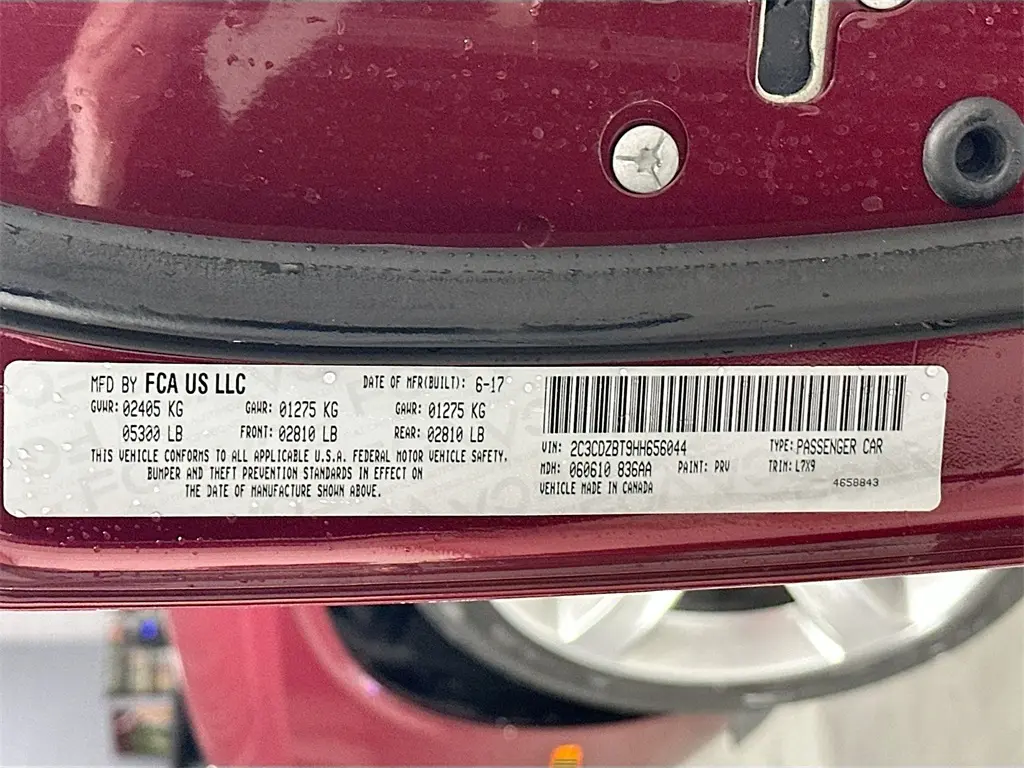 MFD BY FCA US LLC DATE OF MFR(BUILT): 6-17
GVWR: 02405 KG GAWR: 01275 KG GAWR: 01275 KG
05300 LB FRONT: 02810 LB REAR: 02810 LB
THIS VEHICLE CONFORMS TO ALL APPLICABLE U.S.A. FEDERAL MOTOR VEHICLE SAFETY,
BUMPER AND THEFT PREVENTION STANDARDS IN EFFECT ON
THE DATE OF MANUFACTURE SHOWN ABOVE.
VIN: 2C3CDZBT9HH656044 TYPE: PASSENGER CAR
MDH: 060610 836AA PAINT: PRV TRIM: L7X9
VEHICLE MADE IN CANADA 4658843